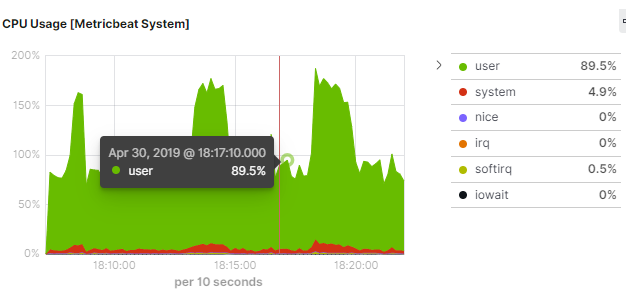 CPU Usage [Metricbeat System]
200%
150%
100%
50%
0%
Apr 30, 2019 @ 18:17:10.000
user 89.5%
18:10:00 18:15:00 18:20:00
per 10 seconds
user 89.5%
system 4.9%
nice 0%
irq 0%
softirq 0.5%
iowait 0%